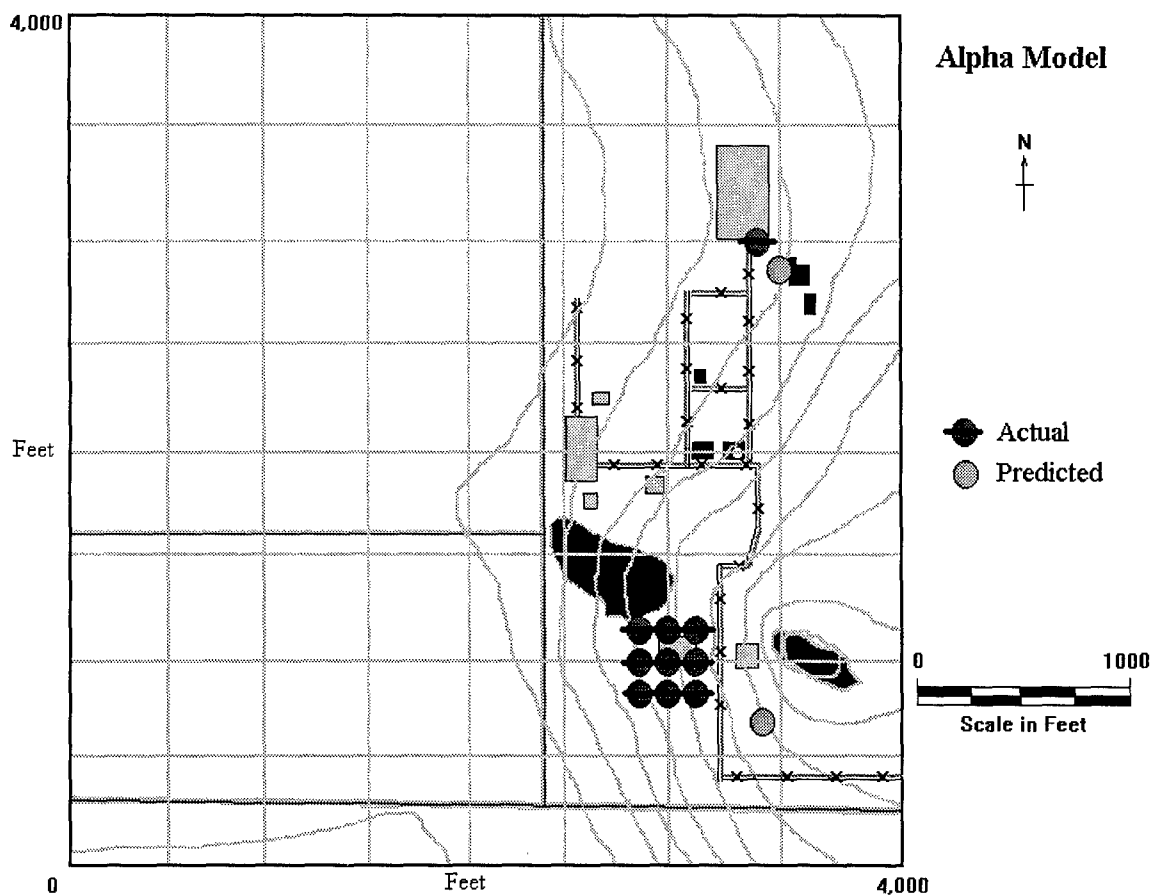 4,000
Alpha Model
N
Feet
Actual
Predicted
0 1000
Scale in Feet
0 Feet 4,000